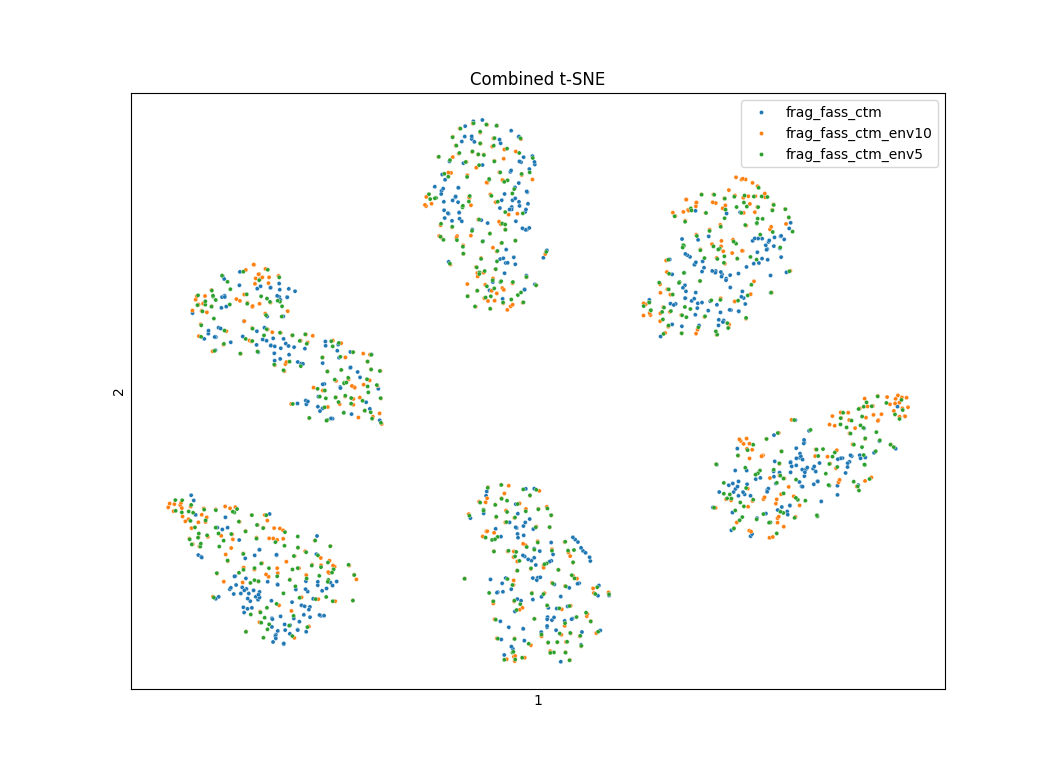 Combined t-SNE
frag_fass_ctm
frag_fass_ctm_env10
frag_fass_ctm_env5
2
1